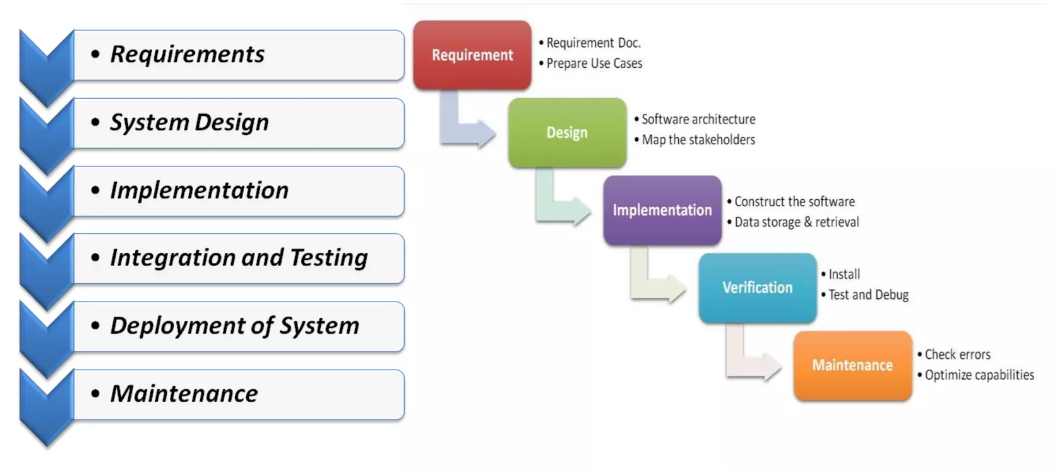 • Requirements
• System Design
• Implementation
• Integration and Testing
• Deployment of System
• Maintenance
Requirement
• Requirement Doc.
• Prepare Use Cases
Design
• Software architecture
• Map the stakeholders
Implementation
• Construct the software
• Data storage & retrieval
Verification
• Install
• Test and Debug
Maintenance
• Check errors
• Optimize capabilities